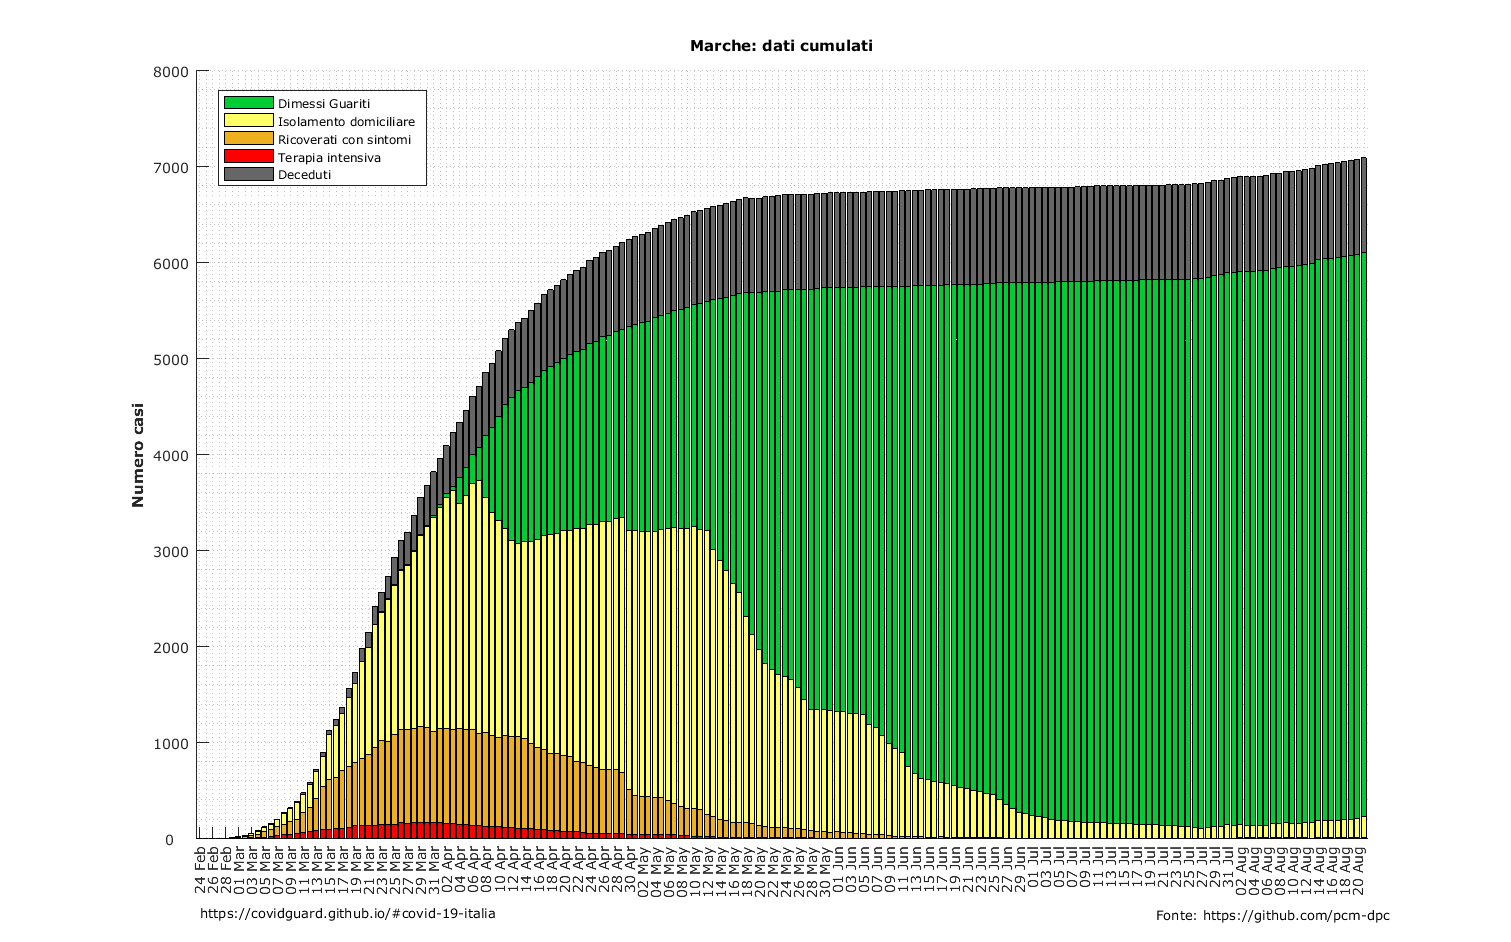 Marche: dati cumulati
8000
7000
6000
5000
4000
3000
2000
1000
0
Numero casi
Dimessi Guariti
Isolamento domiciliare
Ricoverati con sintomi
Terapia intensiva
Deceduti
24 Feb
26 Feb
28 Feb
01 Mar
03 Mar
05 Mar
07 Mar
09 Mar
11 Mar
13 Mar
15 Mar
17 Mar
19 Mar
21 Mar
23 Mar
25 Mar
27 Mar
29 Mar
31 Mar
02 Apr
04 Apr
06 Apr
08 Apr
10 Apr
12 Apr
14 Apr
16 Apr
18 Apr
20 Apr
22 Apr
24 Apr
26 Apr
28 Apr
30 Apr
02 May
04 May
06 May
08 May
10 May
12 May
14 May
16 May
18 May
20 May
22 May
24 May
26 May
28 May
30 May
01 Jun
03 Jun
05 Jun
07 Jun
09 Jun
11 Jun
13 Jun
15 Jun
17 Jun
19 Jun
21 Jun
23 Jun
25 Jun
27 Jun
29 Jun
01 Jul
03 Jul
05 Jul
07 Jul
09 Jul
11 Jul
13 Jul
15 Jul
17 Jul
19 Jul
21 Jul
23 Jul
25 Jul
27 Jul
29 Jul
31 Jul
02 Aug
04 Aug
06 Aug
08 Aug
10 Aug
12 Aug
14 Aug
16 Aug
18 Aug
20 Aug
https://covidguard.github.io/#covid-19-italia
Fonte: https://github.com/pcm-dpc